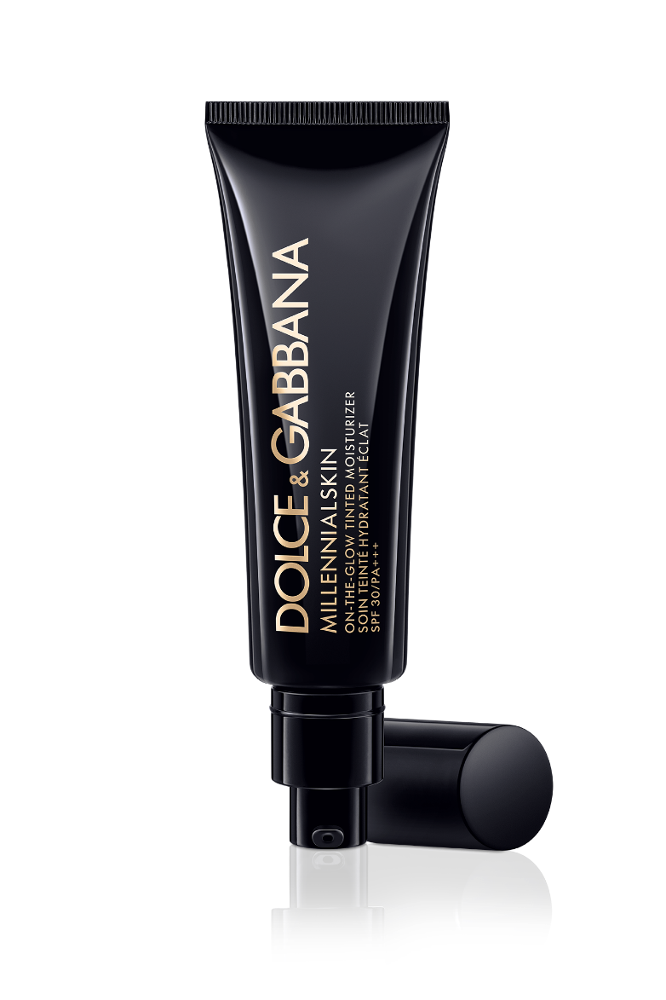 DOLCE & GABBANA
MILLENNIALSKIN
ON-THE-GLOW TINTED MOISTURIZER
SOIN TEINTÉ HYDRATANT ÉCLAT
SPF 30/PA+++